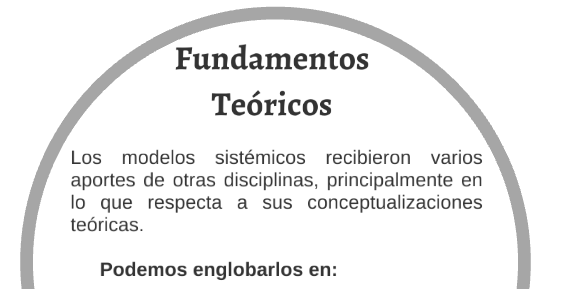 Fundamentos
Teóricos
Los modelos sistémicos recibieron varios
aportes de otras disciplinas, principalmente en
lo que respecta a sus conceptualizaciones
teóricas.
Podemos englobarlos en: